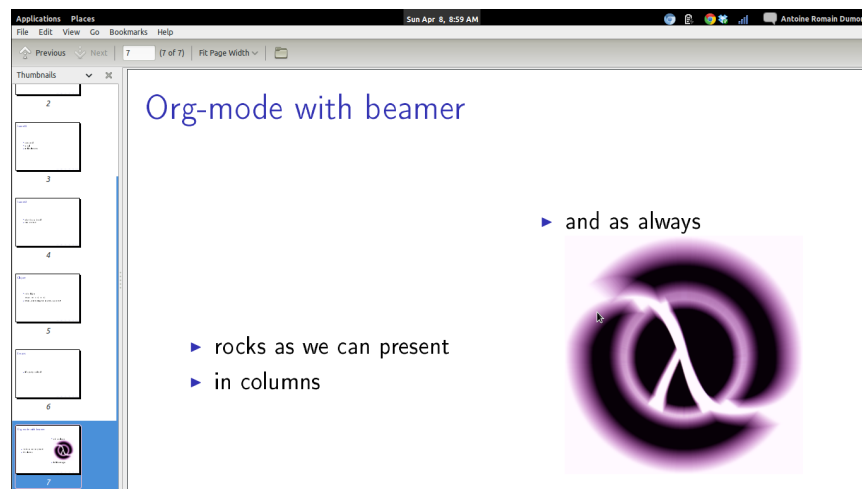 Applications Places
Sun Apr 8, 8:59 AM
Antoine Romain Dumon
File Edit View Go Bookmarks Help
Previous Next 7 (7 of 7) Fit Page Width
Thumbnails
2
3
4
5
6
7
Org-mode with beamer
and as always
rocks as we can present
in columns